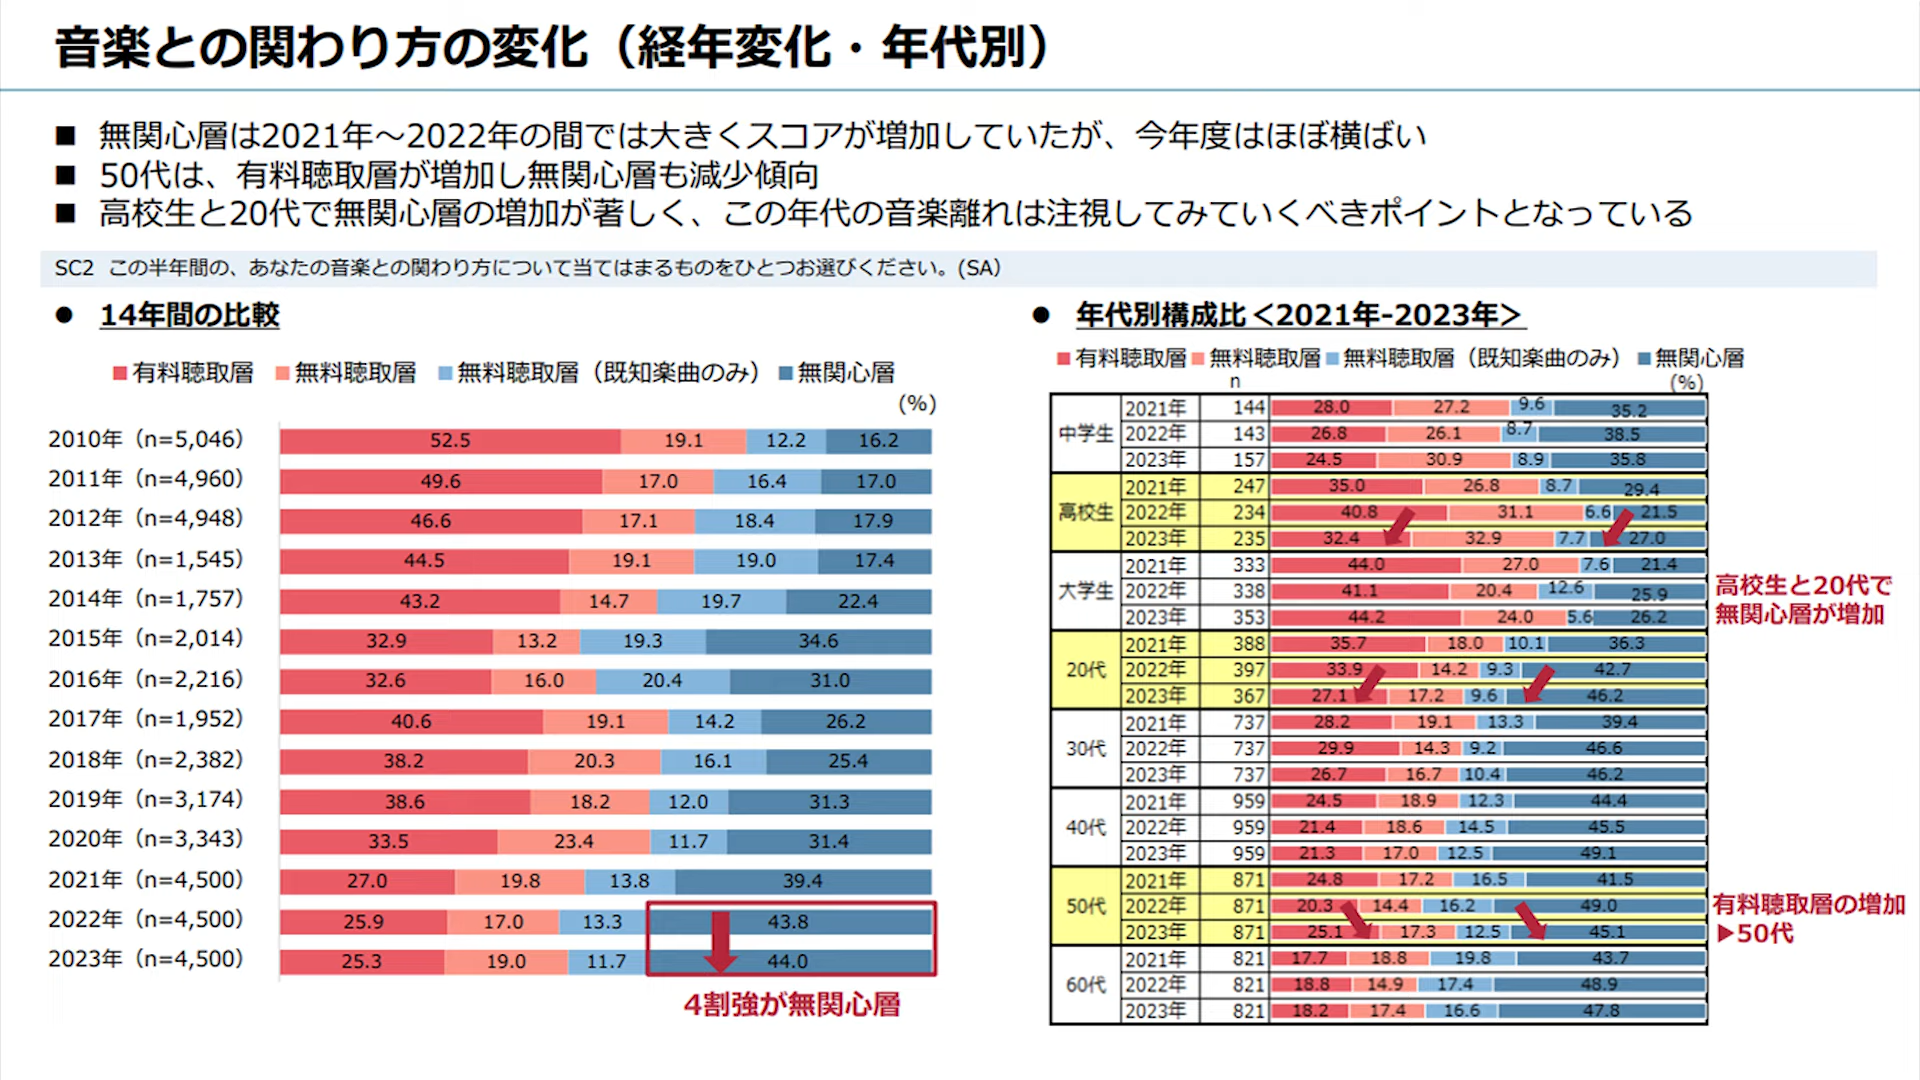 音楽との関わり方の変化（経年変化・年代別）
■ 無関心層は2021年～2022年の間では大きくスコアが増加していたが、今年度はほぼ横ばい
■ 50代は、有料聴取層が増加し無関心層も減少傾向
■ 高校生と20代で無関心層の増加が著しく、この年代の音楽離れは注視してみていくべきポイントとなっている
SC2 この半年間の、あなたの音楽との関わり方について当てはまるものをひとつお選びください。(SA)
● 14年間の比較
■有料聴取層 ■無料聴取層 ■無料聴取層（既知楽曲のみ） ■無関心層
(%)
2010年（n=5,046） 52.5 19.1 12.2 16.2
2011年（n=4,960） 49.6 17.0 16.4 17.0
2012年（n=4,948） 46.6 17.1 18.4 17.9
2013年（n=1,545） 44.5 19.1 19.0 17.4
2014年（n=1,757） 43.2 14.7 19.7 22.4
2015年（n=2,014） 32.9 13.2 19.3 34.6
2016年（n=2,216） 32.6 16.0 20.4 31.0
2017年（n=1,952） 40.6 19.1 14.2 26.2
2018年（n=2,382） 38.2 20.3 16.1 25.4
2019年（n=3,174） 38.6 18.2 12.0 31.3
2020年（n=3,343） 33.5 23.4 11.7 31.4
2021年（n=4,500） 27.0 19.8 13.8 39.4
2022年（n=4,500） 25.9 17.0 13.3 43.8
2023年（n=4,500） 25.3 19.0 11.7 44.0
4割強が無関心層
● 年代別構成比＜2021年-2023年＞
■有料聴取層 ■無料聴取層 ■無料聴取層（既知楽曲のみ） ■無関心層
n (%)
中学生
2021年 144 28.0 27.2 9.6 35.2
2022年 143 26.8 26.1 8.7 38.5
2023年 157 24.5 30.9 8.9 35.8
高校生
2021年 247 35.0 26.8 8.7 29.4
2022年 234 40.8 31.1 6.6 21.5
2023年 235 32.4 32.9 7.7 27.0
大学生
2021年 333 44.0 27.0 7.6 21.4
2022年 338 41.1 20.4 12.6 25.9
2023年 353 44.2 24.0 5.6 26.2
20代
2021年 388 35.7 18.0 10.1 36.3
2022年 397 33.9 14.2 9.3 42.7
2023年 367 27.1 17.2 9.6 46.2
30代
2021年 737 28.2 19.1 13.3 39.4
2022年 737 29.9 14.3 9.2 46.6
2023年 737 26.7 16.7 10.4 46.2
40代
2021年 959 24.5 18.9 12.3 44.4
2022年 959 21.4 18.6 14.5 45.5
2023年 959 21.3 17.0 12.5 49.1
50代
2021年 871 24.8 17.2 16.5 41.5
2022年 871 20.3 14.4 16.2 49.0
2023年 871 25.1 17.3 12.5 45.1
60代
2021年 821 17.7 18.8 19.8 43.7
2022年 821 18.8 14.9 17.4 48.9
2023年 821 18.2 17.4 16.6 47.8
高校生と20代で
無関心層が増加
有料聴取層の増加
▶50代